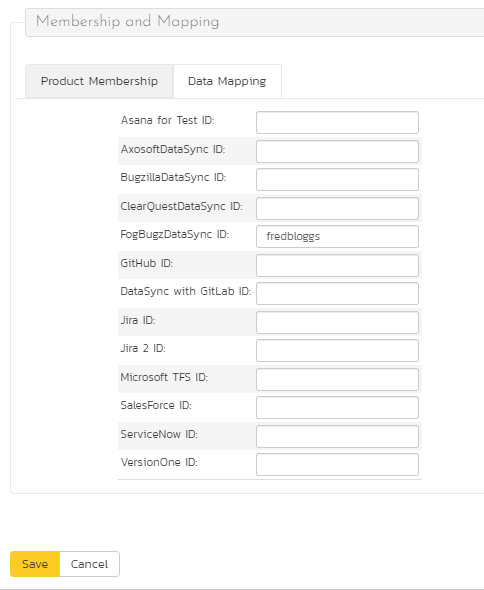 Membership and Mapping
Product Membership Data Mapping
Asana for Test ID:
AxosoftDataSync ID:
BugzillaDataSync ID:
ClearQuestDataSync ID:
FogBugzDataSync ID: fredbloggs
GitHub ID:
DataSync with GitLab ID:
Jira ID:
Jira 2 ID:
Microsoft TFS ID:
SalesForce ID:
ServiceNow ID:
VersionOne ID:
Save Cancel